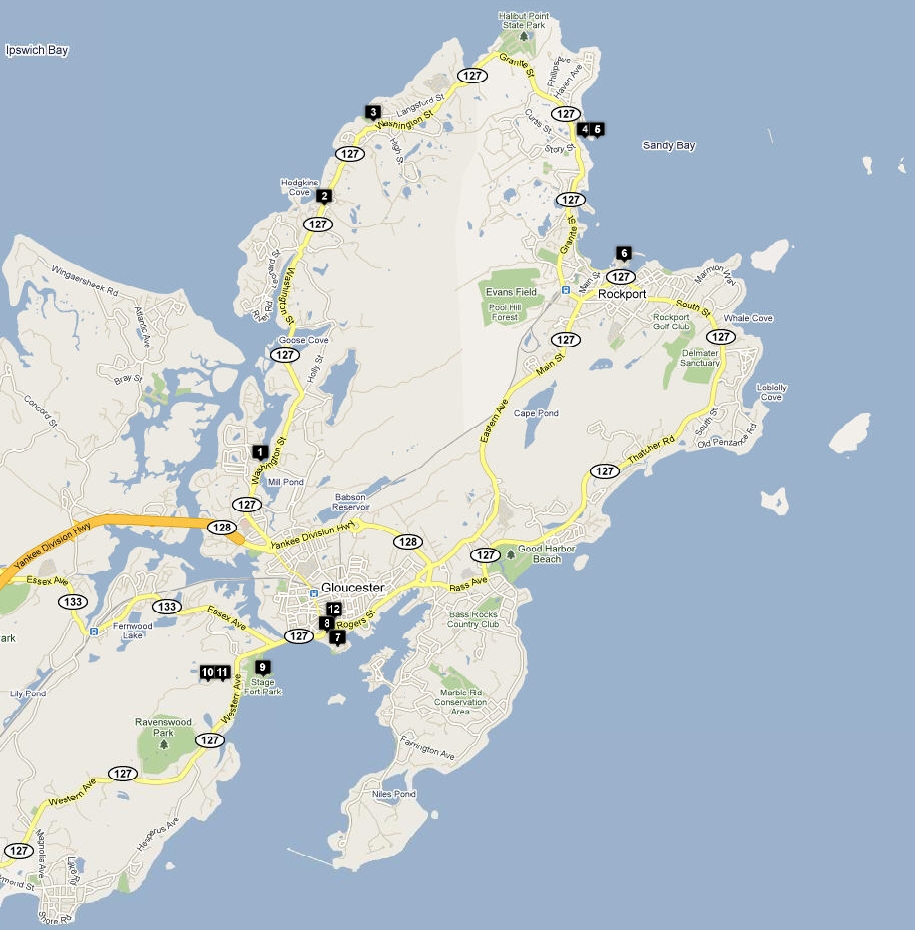 Halibut Point
State Park
Ipswich Bay
127
Granite St
Phillips Ave
Haven Ave
Langsford St
3
Washington St
127
Curtis St
4
5
Sandy Bay
High St
Story St
127
Hodgkins
Cove
2
127
127
Granite St
6
Wingaersheek Rd
Leonard St
Washington St
Main St
127
Rockport
Marmion Way
Evans Field
Pool Hill
Forest
South St
Atlantic Ave
Rockport
Golf Club
Whale Cove
Goose Cove
127
127
127
Holly St
Main St
Delmater
Sanctuary
Bray St
Loblolly
Cove
Concord St
Eastern Ave
Cape Pond
South St
Old Penzance Rd
1
Washington St
Thatcher Rd
127
Mill Pond
Babson
Reservoir
127
Yankee Division Hwy
128
Yankee Division Hwy
128
127
Good Harbor
Beach
Essex Ave
Gloucester
Bass Ave
133
133
Essex Ave
12
8
Rogers St
Bass Rocks
Country Club
Fernwood
Lake
127
7
ark
10
11
9
Stage
Fort Park
Lily Pond
Western Ave
Marble Rd
Conservation
Area
Ravenswood
Park
127
Farrington Ave
127
Western Ave
Niles Pond
Hesperus Ave
127
Magnolia Ave
Lake Rd
mond St
Shore Rd